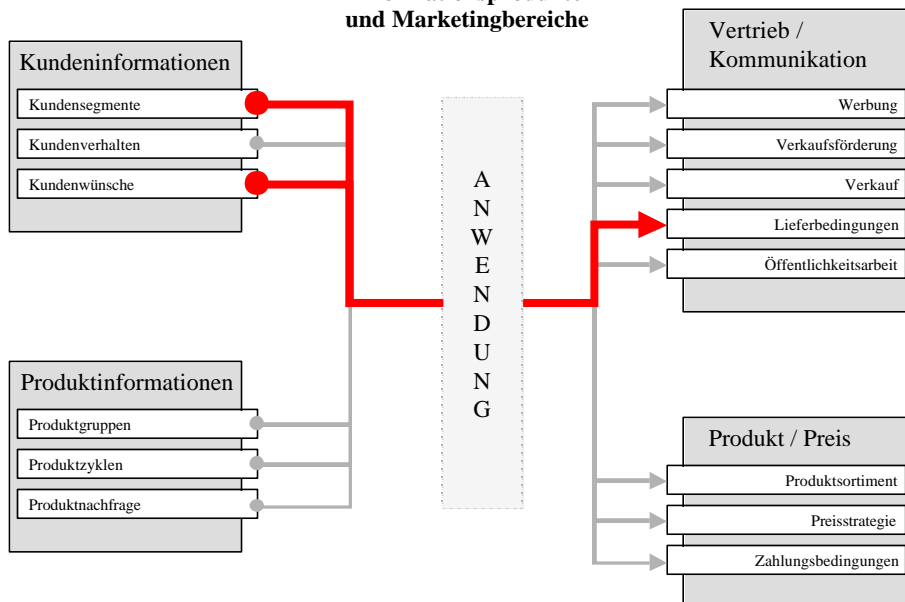 und Marketingbereiche
Kundeninformationen
Kundensegmente
Kundenverhalten
Kundenwünsche
Produktinformationen
Produktgruppen
Produktzyklen
Produktnachfrage
A
N
W
E
N
D
U
N
G
Vertrieb /
Kommunikation
Werbung
Verkaufsförderung
Verkauf
Lieferbedingungen
Öffentlichkeitsarbeit
Produkt / Preis
Produktsortiment
Preisstrategie
Zahlungsbedingungen